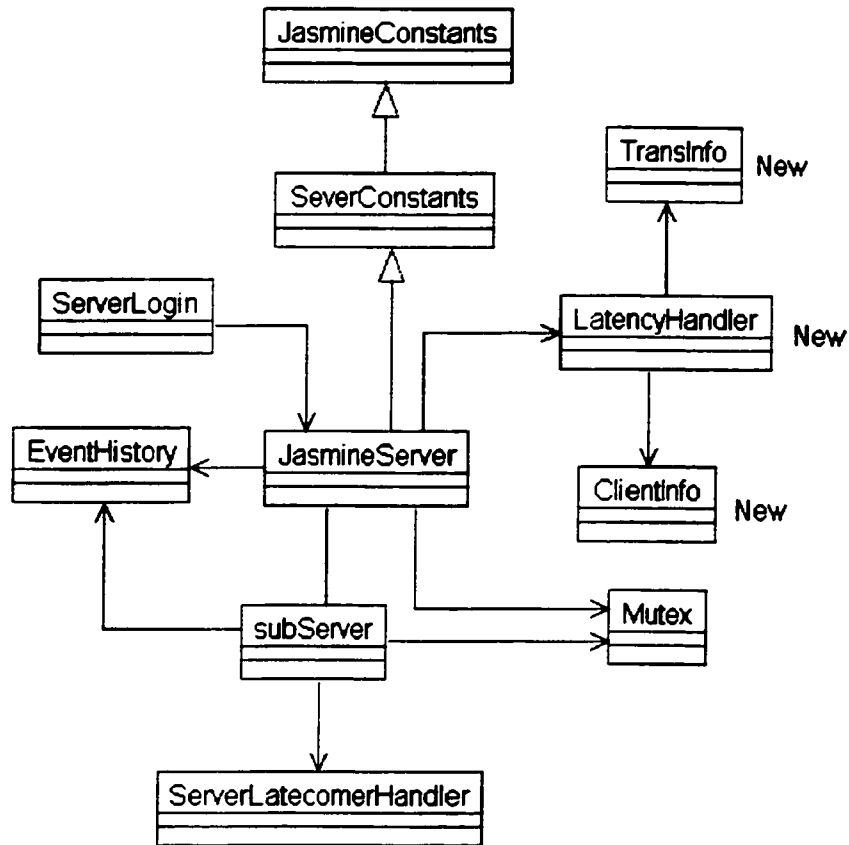 JasmineConstants
TransInfo
New
SeverConstants
ServerLogin
LatencyHandler
New
EventHistory
JasmineServer
ClientInfo
New
subServer
Mutex
ServerLatecomerHandler